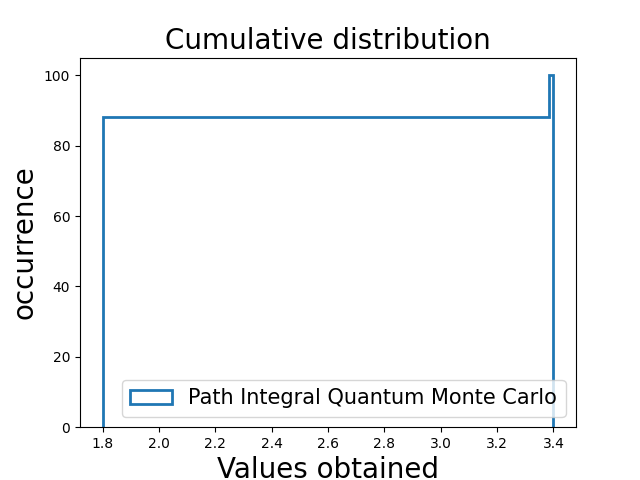 Cumulative distribution
occurrence
100
80
60
40
20
0
Path Integral Quantum Monte Carlo
1.8 2.0 2.2 2.4 2.6 2.8 3.0 3.2 3.4
Values obtained